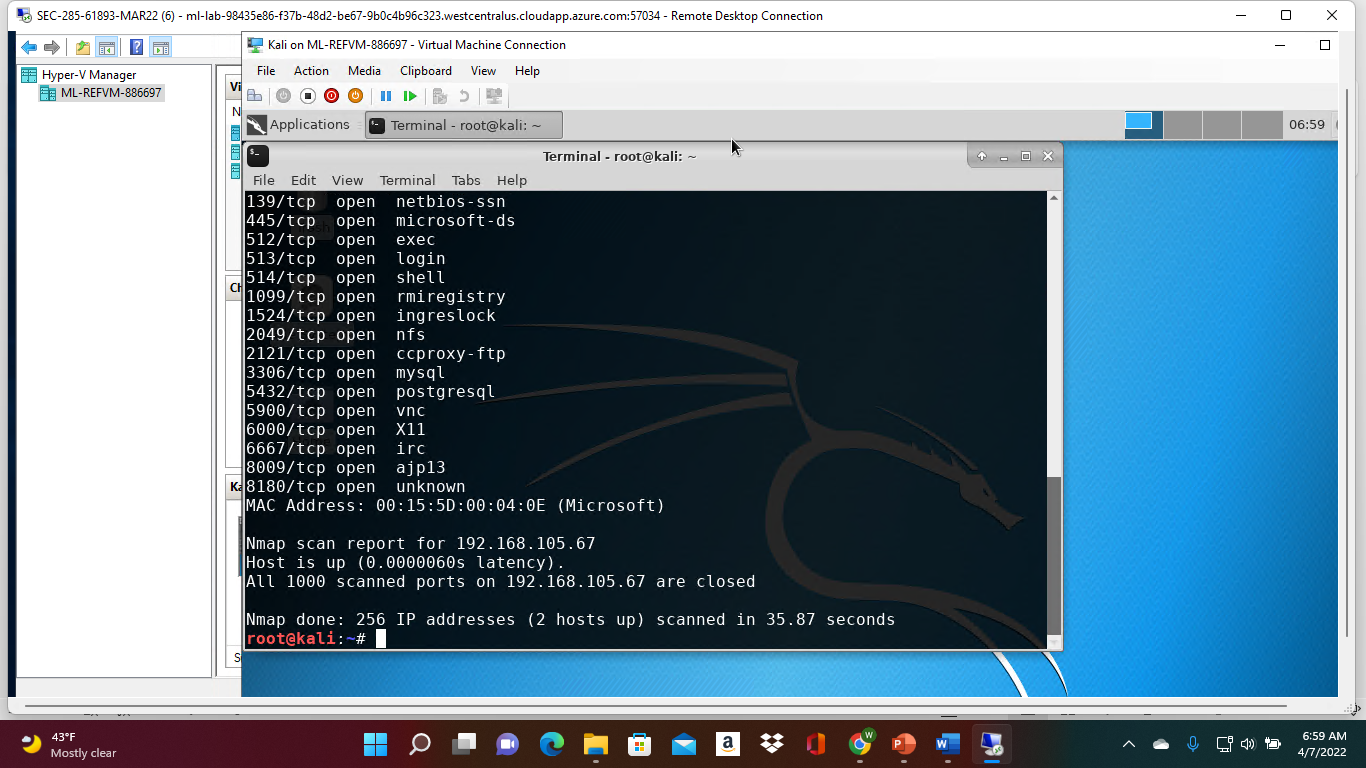 SEC-285-61893-MAR22 (6) - ml-lab-98435e86-f37b-48d2-be67-9b0c4b96c323.westcentralus.cloudapp.azure.com:57034 - Remote Desktop Connection
Kali on ML-REFVM-886697 - Virtual Machine Connection
File Action Media Clipboard View Help
Hyper-V Manager
ML-REFVM-886697
Applications
Terminal - root@kali: ~
06:59
Terminal - root@kali: ~
File Edit View Terminal Tabs Help
139/tcp open netbios-ssn
445/tcp open microsoft-ds
512/tcp open exec
513/tcp open login
514/tcp open shell
1099/tcp open rmiregistry
1524/tcp open ingreslock
2049/tcp open nfs
2121/tcp open ccproxy-ftp
3306/tcp open mysql
5432/tcp open postgresql
5900/tcp open vnc
6000/tcp open X11
6667/tcp open irc
8009/tcp open ajp13
8180/tcp open unknown
MAC Address: 00:15:5D:00:04:0E (Microsoft)
Nmap scan report for 192.168.105.67
Host is up (0.0000060s latency).
All 1000 scanned ports on 192.168.105.67 are closed
Nmap done: 256 IP addresses (2 hosts up) scanned in 35.87 seconds
root@kali:~#
43°F
Mostly clear
6:59 AM
4/7/2022